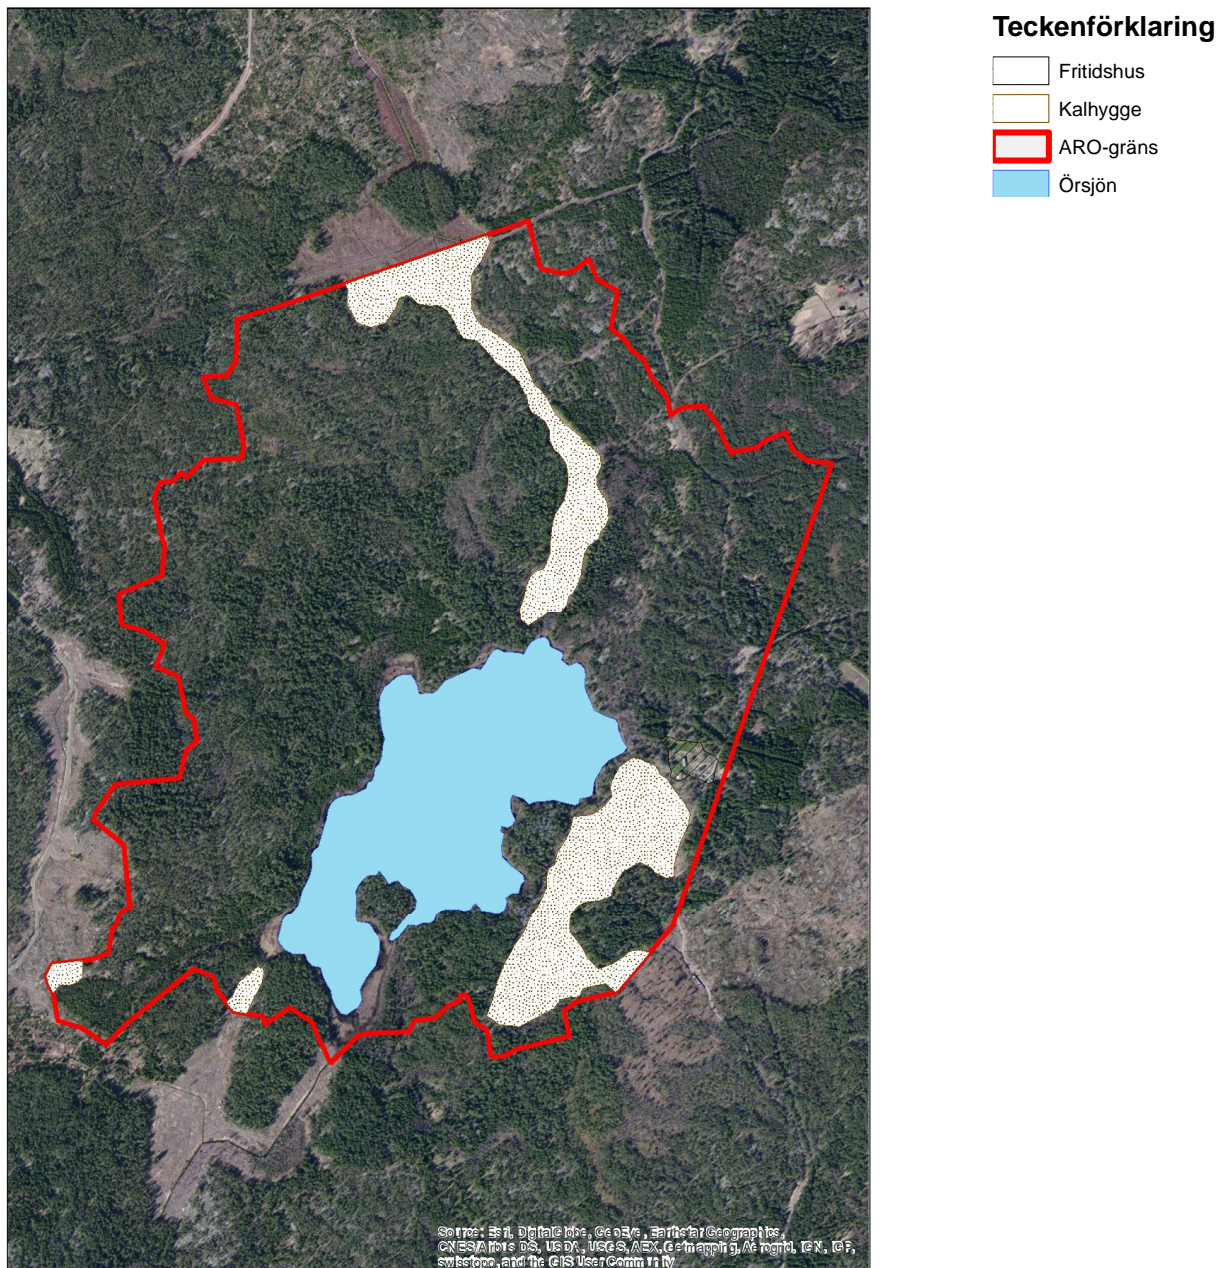 Teckenförklaring
Fritidshus
Kalhygge
ARO-gräns
Örsjön
Source: Esri, DigitalGlobe, GeoEye, Earthstar Geographics,
CNES/Airbus DS, USDA, USGS, AEX, Getmapping, Aerogrid, IGN, IGP,
swisstopo, and the GIS User Community